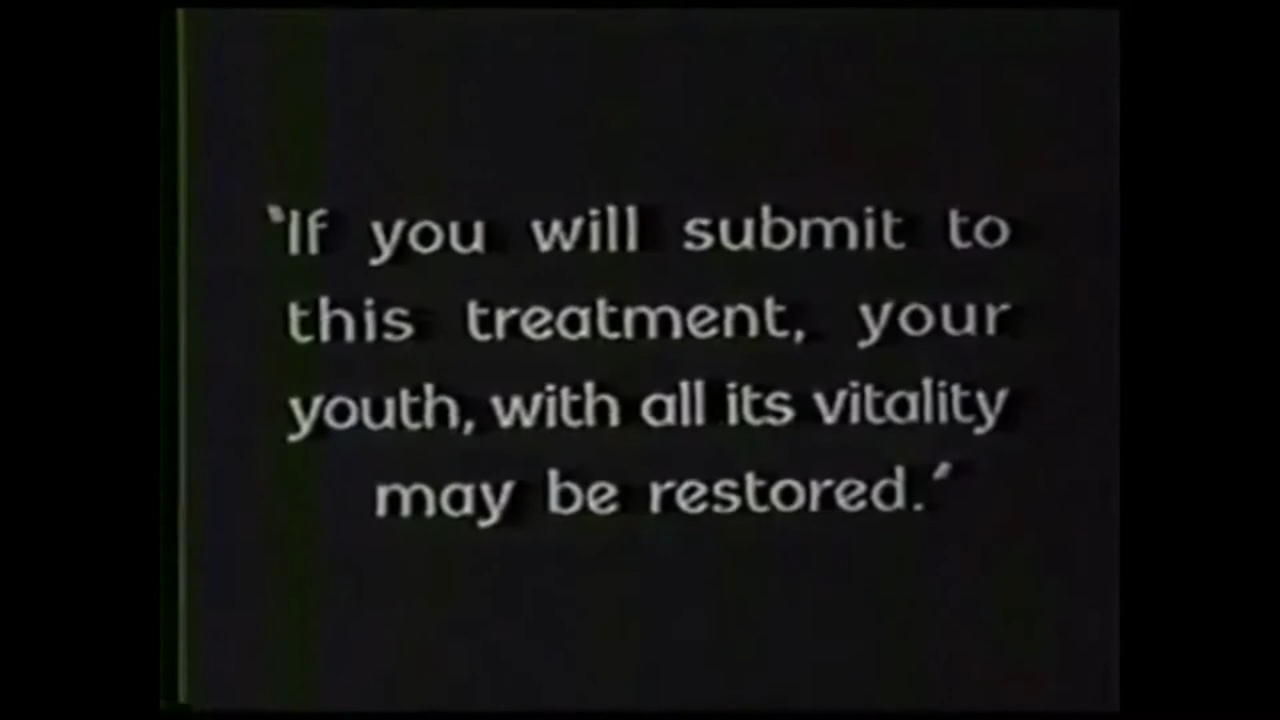 'If you will submit to
this treatment, your
youth, with all its vitality
may be restored.'